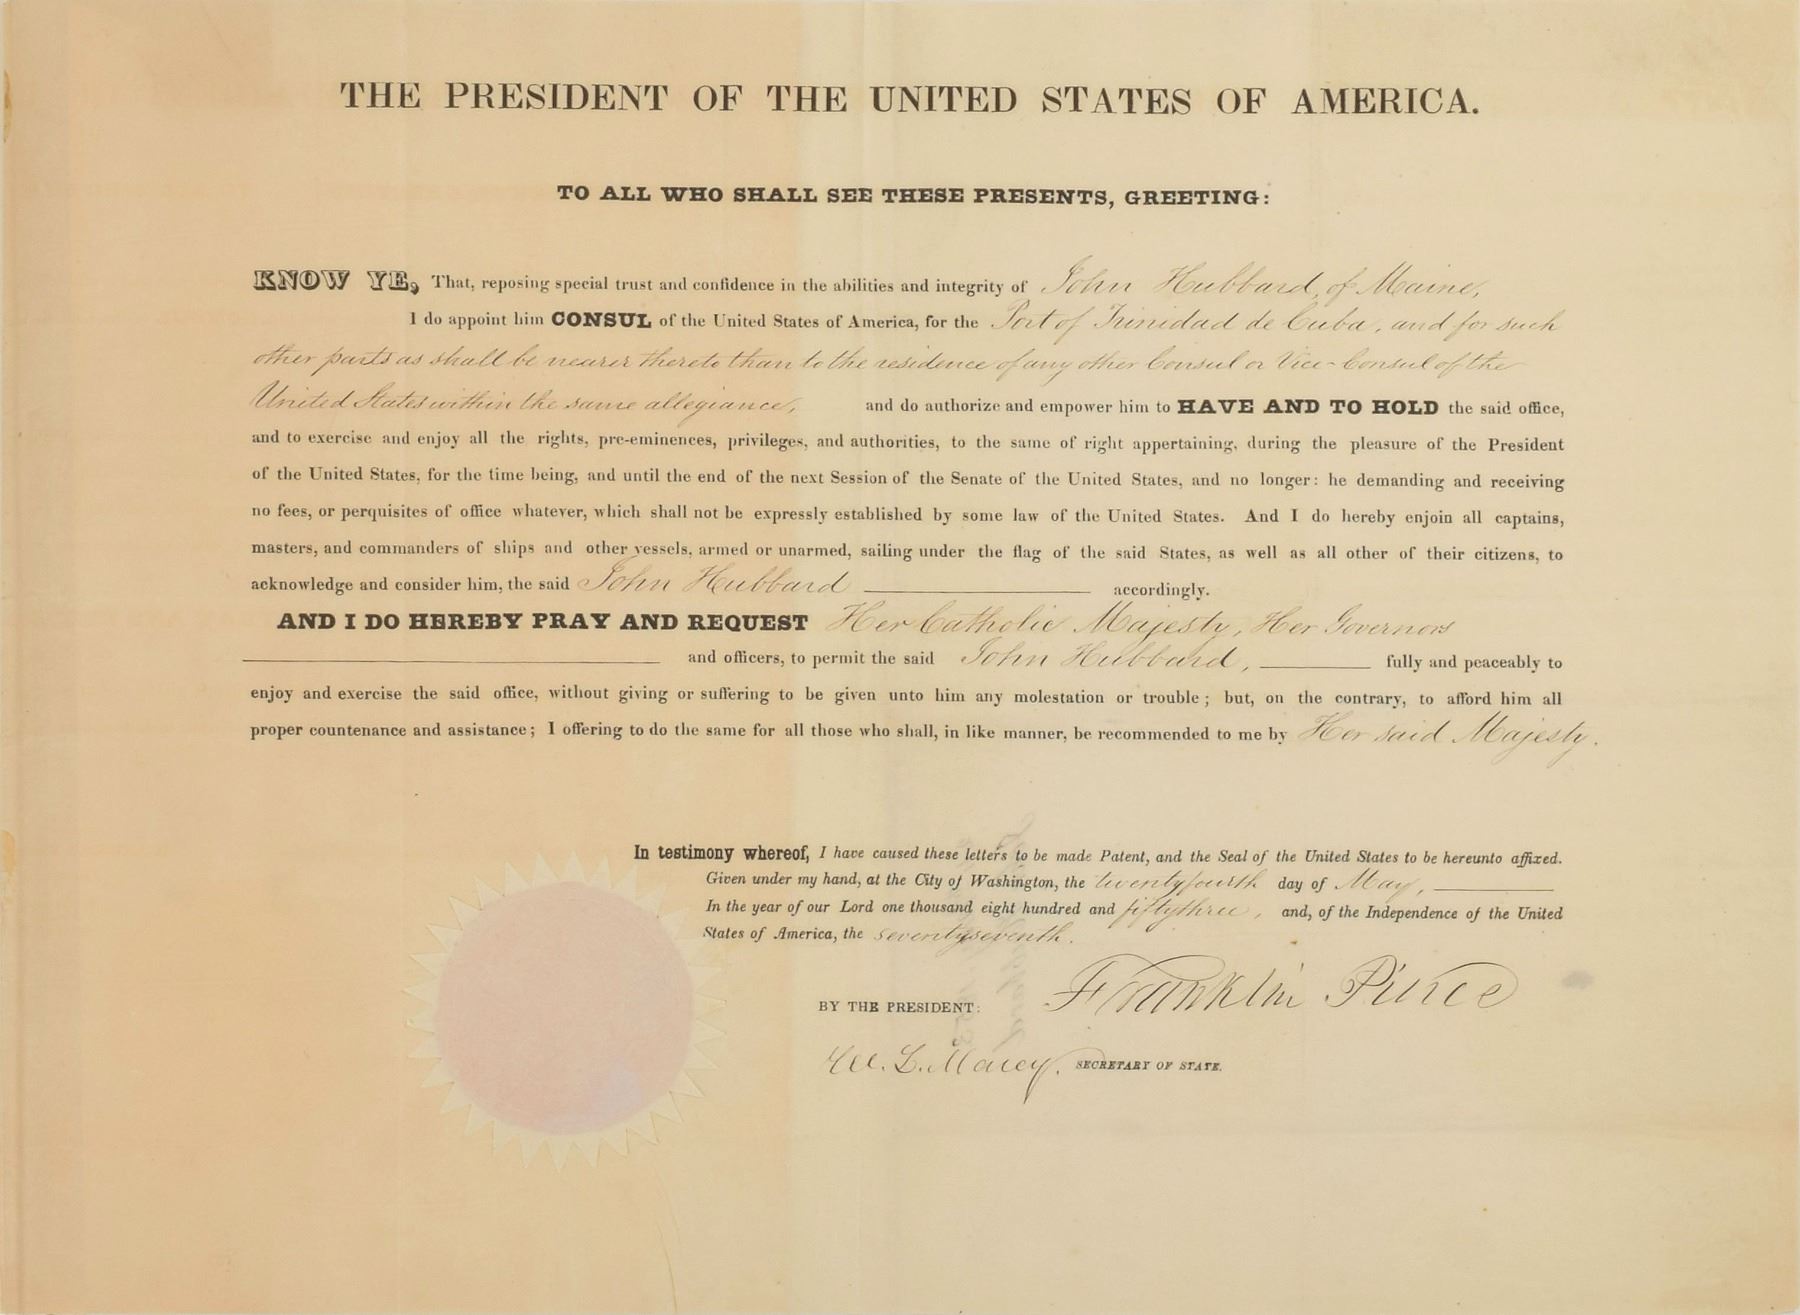 THE PRESIDENT OF THE UNITED STATES OF AMERICA.
TO ALL WHO SHALL SEE THESE PRESENTS, GREETING:
KNOW YE, That, reposing special trust and confidence in the abilities and integrity of John Hubbard, of Maine,
I do appoint him CONSUL of the United States of America, for the Port of Trinidad de Cuba, and for such
other parts as shall be nearer thereto than to the residence of any other Consul or Vice-Consul of the
United States within the same allegiance, and do authorize and empower him to HAVE AND TO HOLD the said office,
and to exercise and enjoy all the rights, pre-eminences, privileges, and authorities, to the same of right appertaining, during the pleasure of the President
of the United States, for the time being, and until the end of the next Session of the Senate of the United States, and no longer: he demanding and receiving
no fees, or perquisites of office whatever, which shall not be expressly established by some law of the United States. And I do hereby enjoin all captains,
masters, and commanders of ships and other vessels, armed or unarmed, sailing under the flag of the said States, as well as all other of their citizens, to
acknowledge and consider him, the said John Hubbard accordingly.
AND I DO HEREBY PRAY AND REQUEST Her Catholic Majesty, Her Governors
and officers, to permit the said John Hubbard, fully and peaceably to
enjoy and exercise the said office, without giving or suffering to be given unto him any molestation or trouble; but, on the contrary, to afford him all
proper countenance and assistance; I offering to do the same for all those who shall, in like manner, be recommended to me by Her said Majesty.
In testimony whereof, I have caused these letters to be made Patent, and the Seal of the United States to be hereunto affixed.
Given under my hand, at the City of Washington, the twentyfourth day of May,
In the year of our Lord one thousand eight hundred and fiftythree, and, of the Independence of the United
States of America, the seventyseventh.
BY THE PRESIDENT: Franklin Pierce
W. L. Marcy. SECRETARY OF STATE.